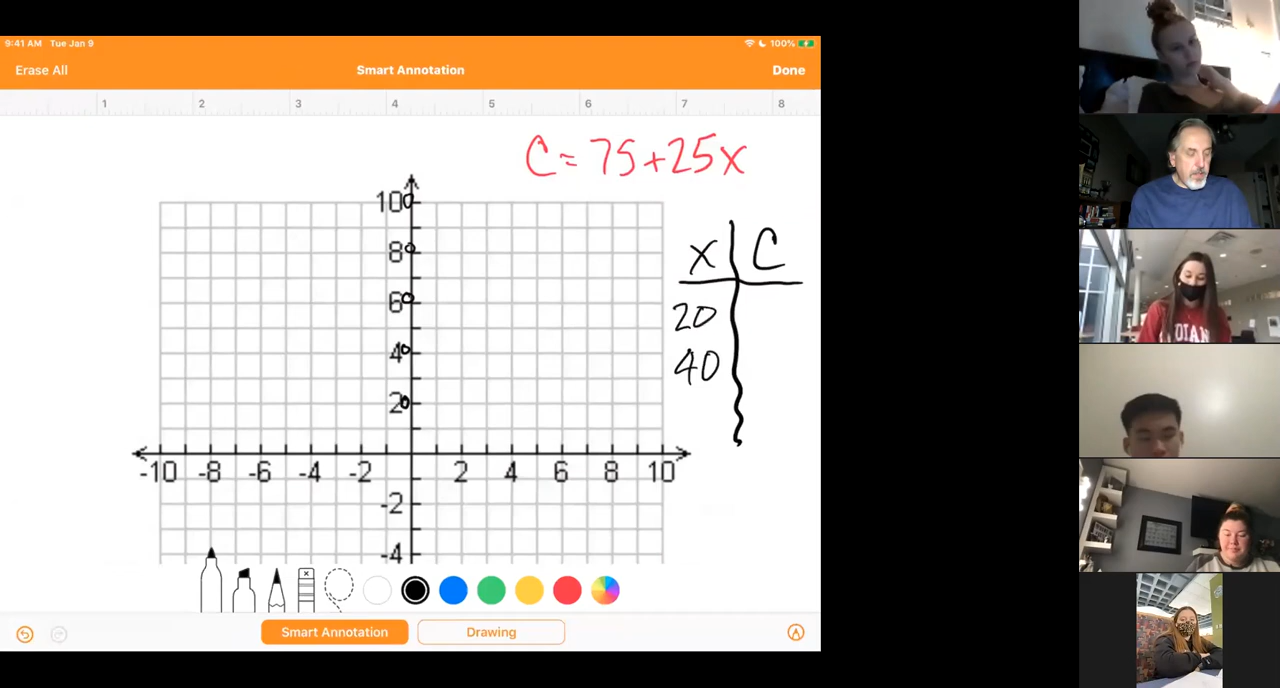 9:41 AM Tue Jan 9
100%
Erase All
Smart Annotation
Done
1 2 3 4 5 6 7 8
C = 75 + 25x
x C
20
40
100
80
60
40
20
-10 -8 -6 -4 -2 2 4 6 8 10
-2
-4
Smart Annotation
Drawing